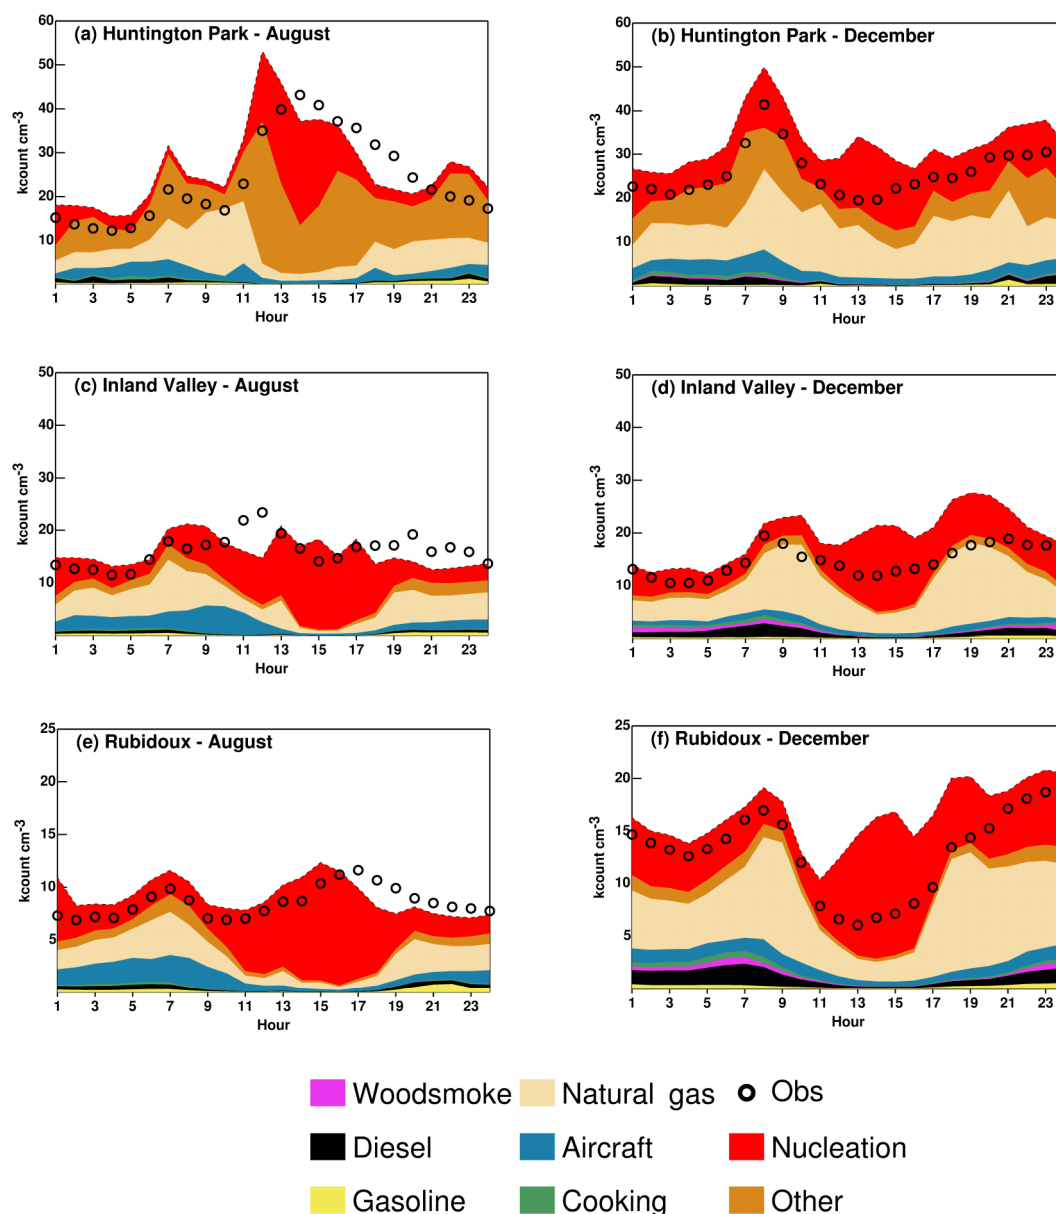 (a) Huntington Park - August
kcount cm-3
60
50
40
30
20
10
1 3 5 7 9 11 13 15 17 19 21 23
Hour
(b) Huntington Park - December
kcount cm-3
60
50
40
30
20
10
1 3 5 7 9 11 13 15 17 19 21 23
Hour
(c) Inland Valley - August
kcount cm-3
50
40
30
20
10
1 3 5 7 9 11 13 15 17 19 21 23
Hour
(d) Inland Valley - December
kcount cm-3
50
40
30
20
10
1 3 5 7 9 11 13 15 17 19 21 23
Hour
(e) Rubidoux - August
kcount cm-3
25
20
15
10
5
1 3 5 7 9 11 13 15 17 19 21 23
Hour
(f) Rubidoux - December
kcount cm-3
25
20
15
10
5
1 3 5 7 9 11 13 15 17 19 21 23
Hour
Woodsmoke Natural gas Obs
Diesel Aircraft Nucleation
Gasoline Cooking Other